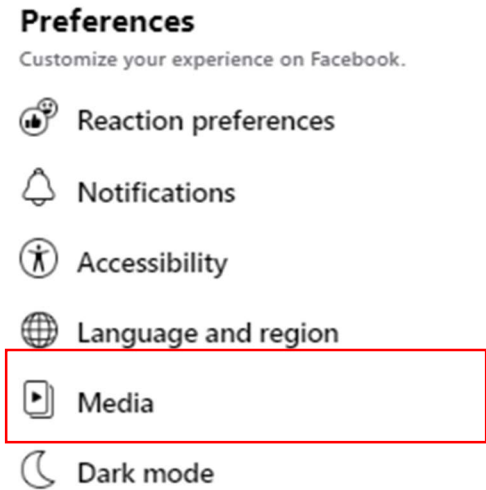 Preferences
Customize your experience on Facebook.
Reaction preferences
Notifications
Accessibility
Language and region
Media
Dark mode